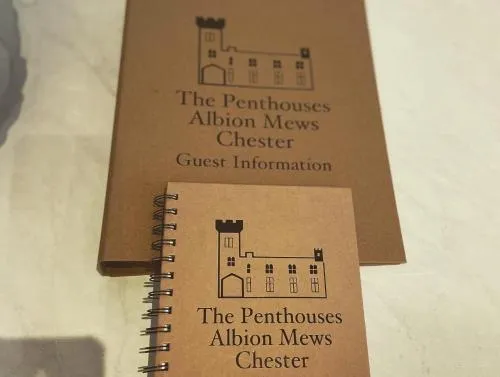 The Penthouses
Albion Mews
Chester
Guest Information
The Penthouses
Albion Mews
Chester